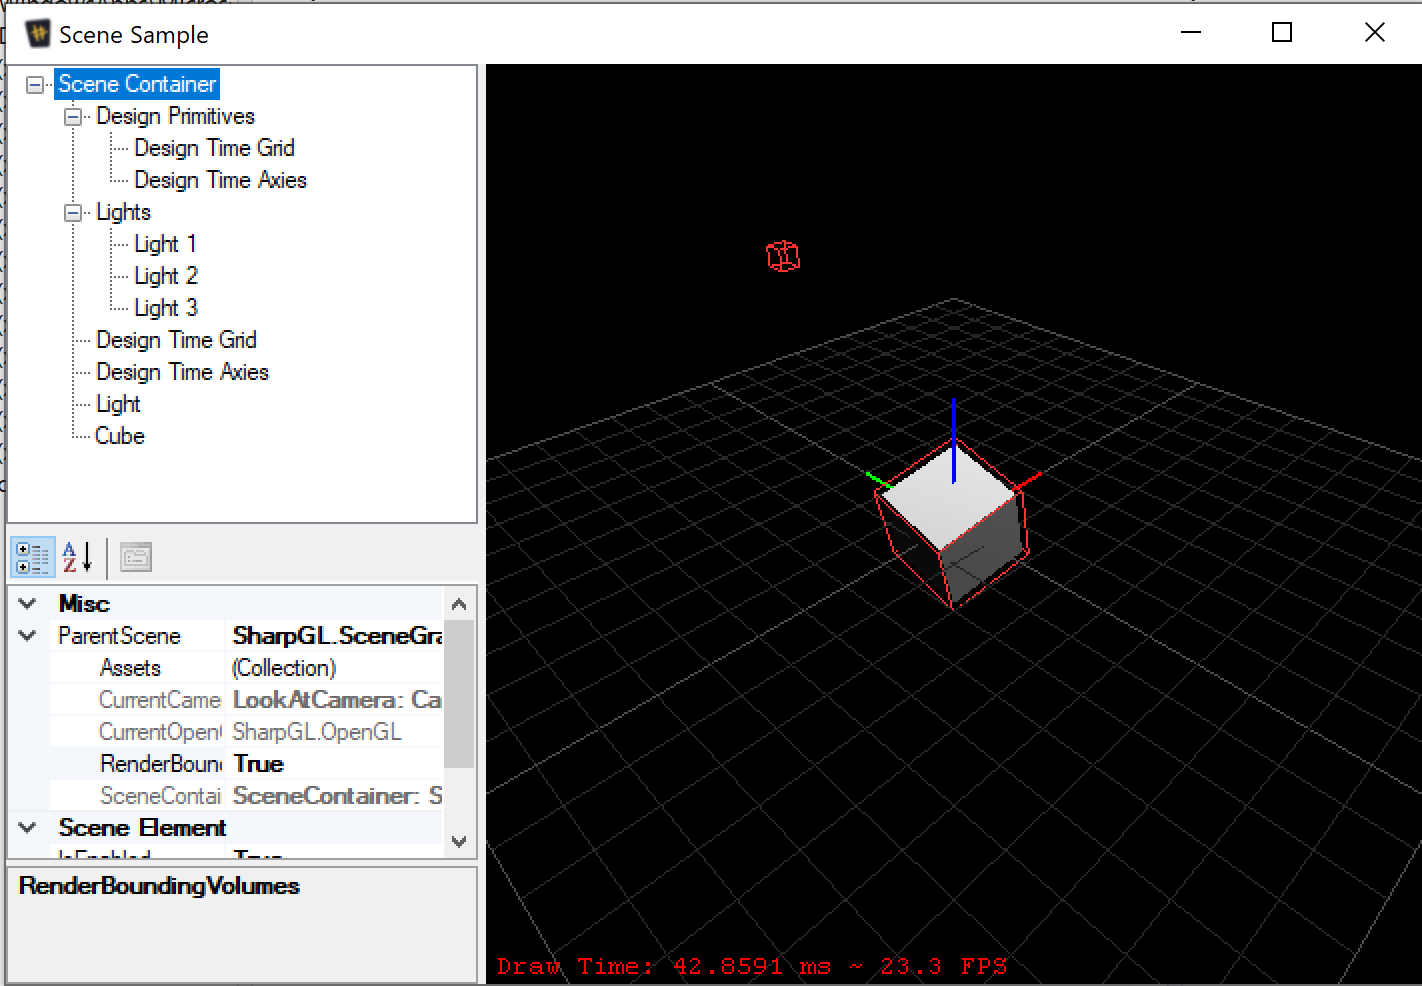 Scene Sample
Scene Container
Design Primitives
Design Time Grid
Design Time Axies
Lights
Light 1
Light 2
Light 3
Design Time Grid
Design Time Axies
Light
Cube
A
Z
Misc
ParentScene SharpGL.SceneGra
Assets (Collection)
CurrentCame LookAtCamera: Ca
CurrentOpen SharpGL.OpenGL
RenderBoun True
SceneContai SceneContainer: S
Scene Element
IsEnabled True
RenderBoundingVolumes
Draw Time: 42.8591 ms ~ 23.3 FPS